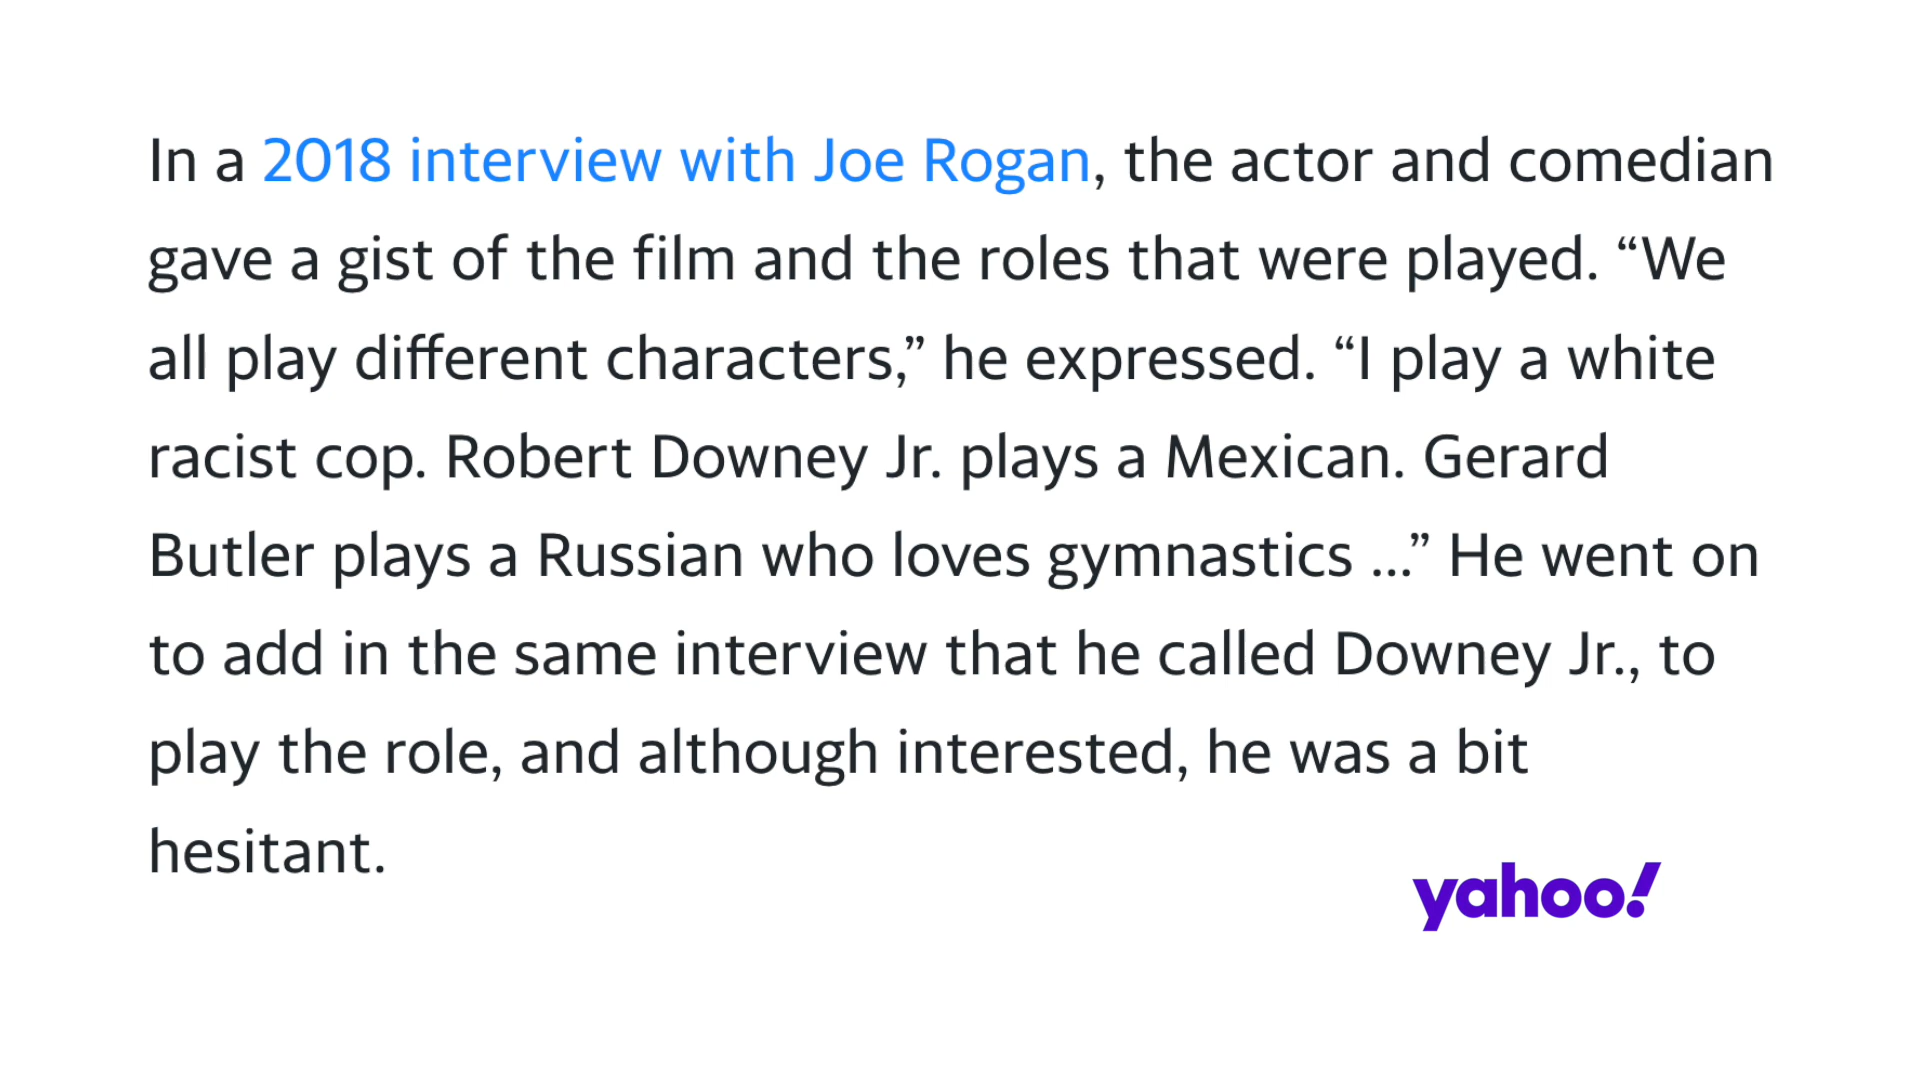 In a 2018 interview with Joe Rogan, the actor and comedian
gave a gist of the film and the roles that were played. “We
all play different characters,” he expressed. “I play a white
racist cop. Robert Downey Jr. plays a Mexican. Gerard
Butler plays a Russian who loves gymnastics ...” He went on
to add in the same interview that he called Downey Jr., to
play the role, and although interested, he was a bit
hesitant.
yahoo!